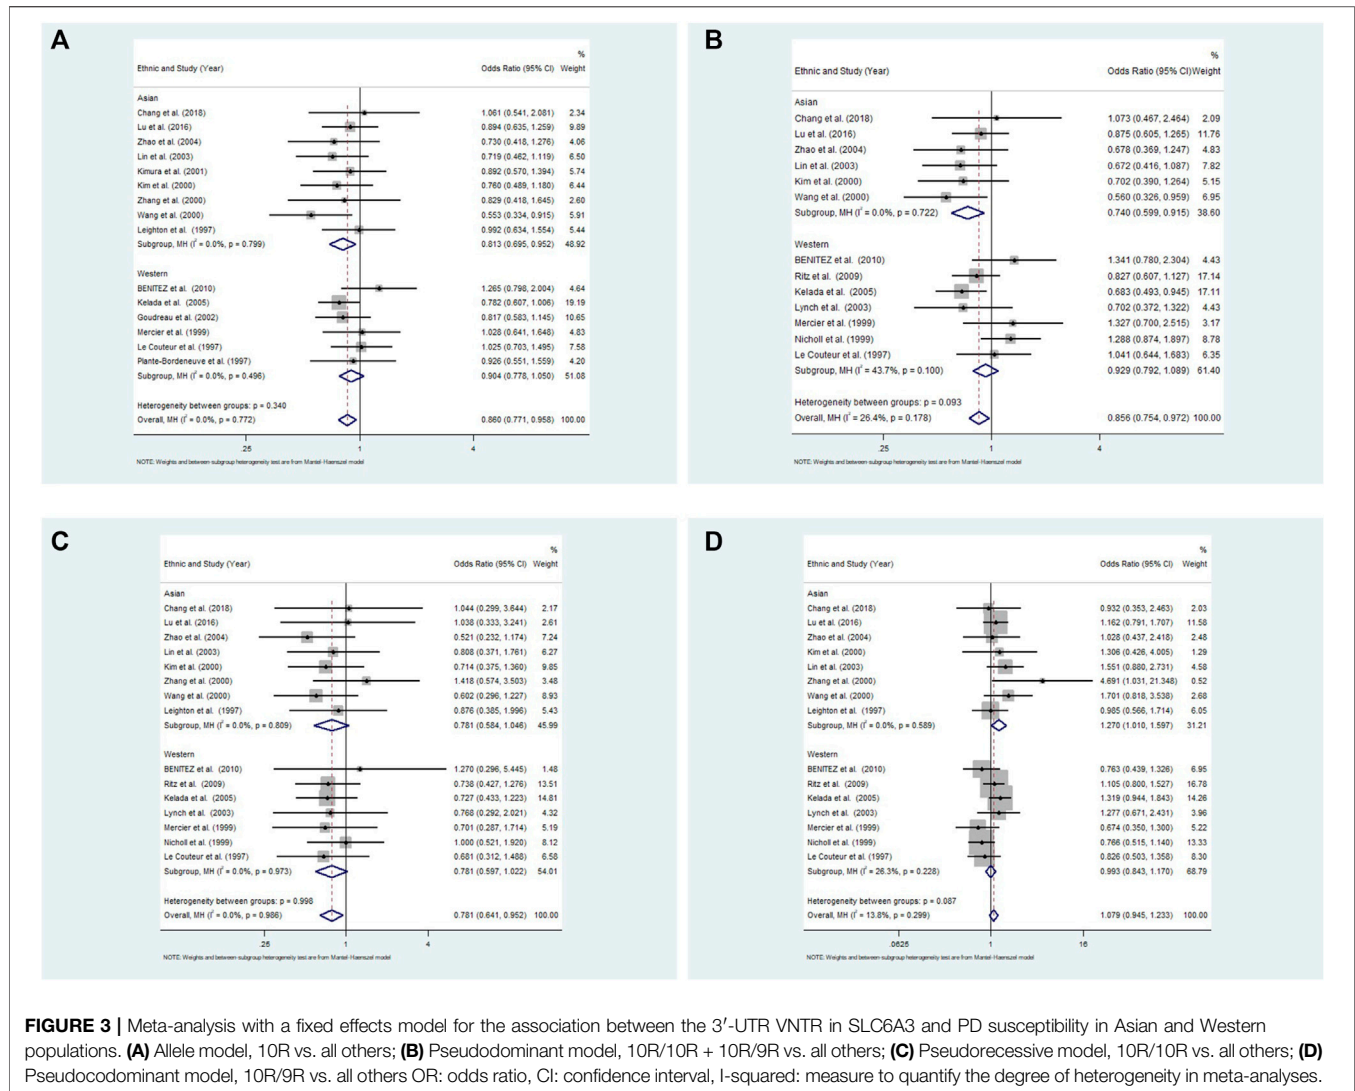 A
%
Ethnic and Study (Year) Odds Ratio (95% CI) Weight
Asian
Chang et al. (2018) 1.061 (0.541, 2.081) 2.34
Lu et al. (2016) 0.894 (0.635, 1.259) 9.89
Zhao et al. (2004) 0.730 (0.418, 1.276) 4.06
Lin et al. (2003) 0.719 (0.462, 1.119) 6.50
Kimura et al. (2001) 0.892 (0.570, 1.394) 5.74
Kim et al. (2000) 0.760 (0.489, 1.180) 6.44
Zhang et al. (2000) 0.829 (0.418, 1.645) 2.60
Wang et al. (2000) 0.553 (0.334, 0.915) 5.91
Leighton et al. (1997) 0.992 (0.634, 1.554) 5.44
Subgroup, MH (I² = 0.0%, p = 0.799) 0.813 (0.695, 0.952) 48.92
Western
BENITEZ et al. (2010) 1.265 (0.798, 2.004) 4.64
Kelada et al. (2005) 0.782 (0.607, 1.006) 19.19
Goudreau et al. (2002) 0.817 (0.583, 1.145) 10.65
Mercier et al. (1999) 1.028 (0.641, 1.648) 4.83
Le Couteur et al. (1997) 1.025 (0.703, 1.495) 7.58
Plante-Bordeneuve et al. (1997) 0.926 (0.551, 1.559) 4.20
Subgroup, MH (I² = 0.0%, p = 0.496) 0.904 (0.778, 1.050) 51.08
Heterogeneity between groups: p = 0.340
Overall, MH (I² = 0.0%, p = 0.772) 0.860 (0.771, 0.958) 100.00
.25 1 4
NOTE: Weights and between-subgroup heterogeneity test are from Mantel-Haenszel model
B
%
Ethnic and Study (Year) Odds Ratio (95% CI) Weight
Asian
Chang et al. (2018) 1.073 (0.467, 2.464) 2.09
Lu et al. (2016) 0.875 (0.605, 1.265) 11.76
Zhao et al. (2004) 0.678 (0.369, 1.247) 4.83
Lin et al. (2003) 0.672 (0.416, 1.087) 7.82
Kim et al. (2000) 0.702 (0.390, 1.264) 5.15
Wang et al. (2000) 0.560 (0.326, 0.959) 6.95
Subgroup, MH (I² = 0.0%, p = 0.722) 0.740 (0.599, 0.915) 38.60
Western
BENITEZ et al. (2010) 1.341 (0.780, 2.304) 4.43
Ritz et al. (2009) 0.827 (0.607, 1.127) 17.14
Kelada et al. (2005) 0.683 (0.493, 0.945) 17.11
Lynch et al. (2003) 0.702 (0.372, 1.322) 4.43
Mercier et al. (1999) 1.327 (0.700, 2.515) 3.17
Nicholl et al. (1999) 1.288 (0.874, 1.897) 8.78
Le Couteur et al. (1997) 1.041 (0.644, 1.683) 6.35
Subgroup, MH (I² = 43.7%, p = 0.100) 0.929 (0.792, 1.089) 61.40
Heterogeneity between groups: p = 0.093
Overall, MH (I² = 26.4%, p = 0.178) 0.856 (0.754, 0.972) 100.00
.25 1 4
NOTE: Weights and between-subgroup heterogeneity test are from Mantel-Haenszel model
C
%
Ethnic and Study (Year) Odds Ratio (95% CI) Weight
Asian
Chang et al. (2018) 1.044 (0.299, 3.644) 2.17
Lu et al. (2016) 1.038 (0.333, 3.241) 2.61
Zhao et al. (2004) 0.521 (0.232, 1.174) 7.24
Lin et al. (2003) 0.808 (0.371, 1.761) 6.27
Kim et al. (2000) 0.714 (0.375, 1.360) 9.85
Zhang et al. (2000) 1.418 (0.574, 3.503) 3.48
Wang et al. (2000) 0.602 (0.296, 1.227) 8.93
Leighton et al. (1997) 0.876 (0.385, 1.996) 5.43
Subgroup, MH (I² = 0.0%, p = 0.809) 0.781 (0.584, 1.046) 45.99
Western
BENITEZ et al. (2010) 1.270 (0.296, 5.445) 1.48
Ritz et al. (2009) 0.738 (0.427, 1.276) 13.51
Kelada et al. (2005) 0.727 (0.433, 1.223) 14.81
Lynch et al. (2003) 0.768 (0.292, 2.021) 4.32
Mercier et al. (1999) 0.701 (0.287, 1.714) 5.19
Nicholl et al. (1999) 1.000 (0.521, 1.920) 8.12
Le Couteur et al. (1997) 0.681 (0.312, 1.488) 6.58
Subgroup, MH (I² = 0.0%, p = 0.973) 0.781 (0.597, 1.022) 54.01
Heterogeneity between groups: p = 0.998
Overall, MH (I² = 0.0%, p = 0.986) 0.781 (0.641, 0.952) 100.00
.25 1 4
NOTE: Weights and between-subgroup heterogeneity test are from Mantel-Haenszel model
D
%
Ethnic and Study (Year) Odds Ratio (95% CI) Weight
Asian
Chang et al. (2018) 0.932 (0.353, 2.463) 2.03
Lu et al. (2016) 1.162 (0.791, 1.707) 11.58
Zhao et al. (2004) 1.028 (0.437, 2.418) 2.48
Kim et al. (2000) 1.306 (0.426, 4.005) 1.29
Lin et al. (2003) 1.551 (0.880, 2.731) 4.58
Zhang et al. (2000) 4.691 (1.031, 21.348) 0.52
Wang et al. (2000) 1.701 (0.818, 3.538) 2.68
Leighton et al. (1997) 0.985 (0.566, 1.714) 6.05
Subgroup, MH (I² = 0.0%, p = 0.589) 1.270 (1.010, 1.597) 31.21
Western
BENITEZ et al. (2010) 0.763 (0.439, 1.326) 6.95
Ritz et al. (2009) 1.105 (0.800, 1.527) 16.78
Kelada et al. (2005) 1.319 (0.944, 1.843) 14.26
Lynch et al. (2003) 1.277 (0.671, 2.431) 3.96
Mercier et al. (1999) 0.674 (0.350, 1.300) 5.22
Nicholl et al. (1999) 0.766 (0.515, 1.140) 13.33
Le Couteur et al. (1997) 0.826 (0.503, 1.358) 8.30
Subgroup, MH (I² = 26.3%, p = 0.228) 0.993 (0.843, 1.170) 68.79
Heterogeneity between groups: p = 0.087
Overall, MH (I² = 13.8%, p = 0.299) 1.079 (0.945, 1.233) 100.00
.0625 1 16
NOTE: Weights and between-subgroup heterogeneity test are from Mantel-Haenszel model
FIGURE 3 | Meta-analysis with a fixed effects model for the association between the 3′-UTR VNTR in SLC6A3 and PD susceptibility in Asian and Western
populations. (A) Allele model, 10R vs. all others; (B) Pseudodominant model, 10R/10R + 10R/9R vs. all others; (C) Pseudorecessive model, 10R/10R vs. all others; (D)
Pseudocodominant model, 10R/9R vs. all others OR: odds ratio, CI: confidence interval, I-squared: measure to quantify the degree of heterogeneity in meta-analyses.